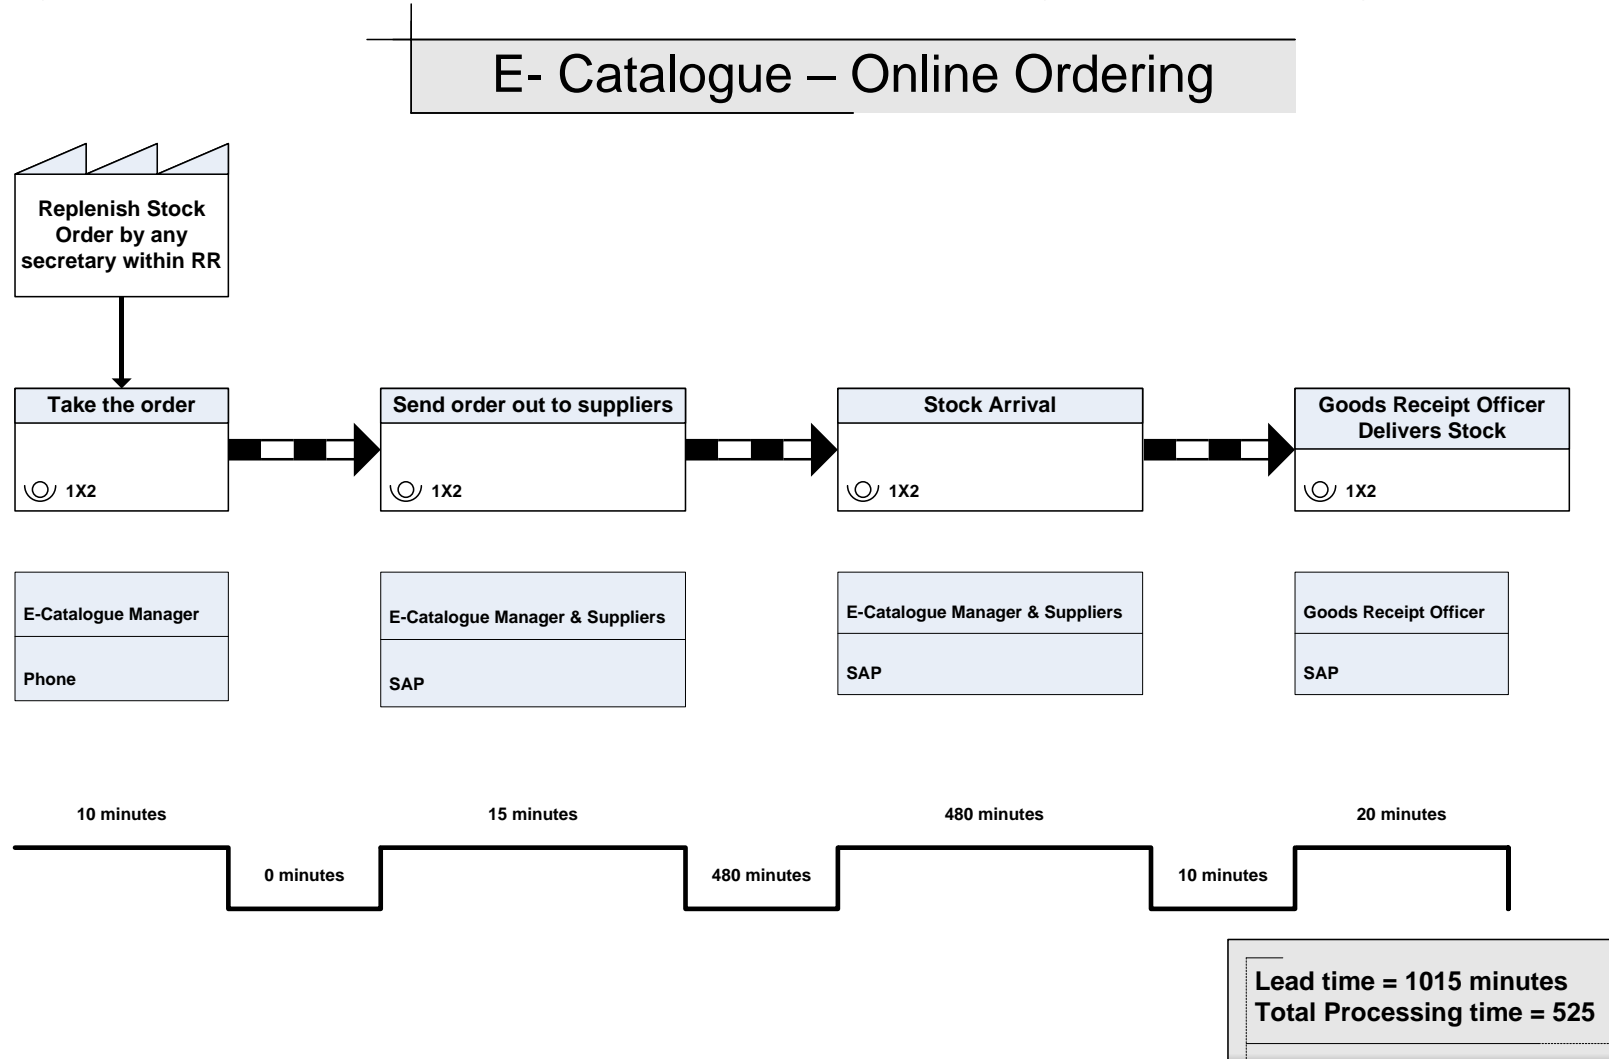 E- Catalogue – Online Ordering
Replenish Stock
Order by any
secretary within RR
Take the order
1X2
Send order out to suppliers
1X2
Stock Arrival
1X2
Goods Receipt Officer
Delivers Stock
1X2
E-Catalogue Manager
Phone
E-Catalogue Manager & Suppliers
SAP
E-Catalogue Manager & Suppliers
SAP
Goods Receipt Officer
SAP
10 minutes
0 minutes
15 minutes
480 minutes
480 minutes
10 minutes
20 minutes
Lead time = 1015 minutes
Total Processing time = 525